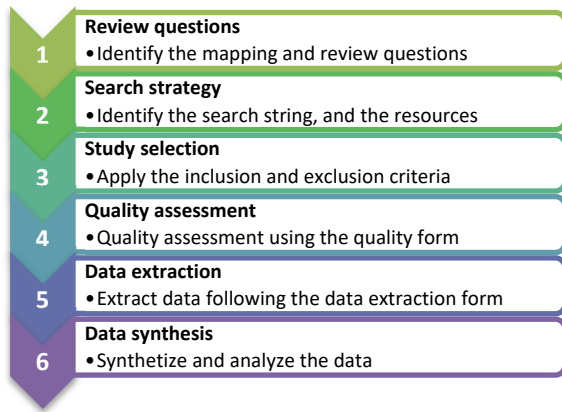 Review questions
1
•Identify the mapping and review questions
Search strategy
2
•Identify the search string, and the resources
Study selection
3
•Apply the inclusion and exclusion criteria
Quality assessment
4
•Quality assessment using the quality form
Data extraction
5
•Extract data following the data extraction form
Data synthesis
6
•Synthetize and analyze the data